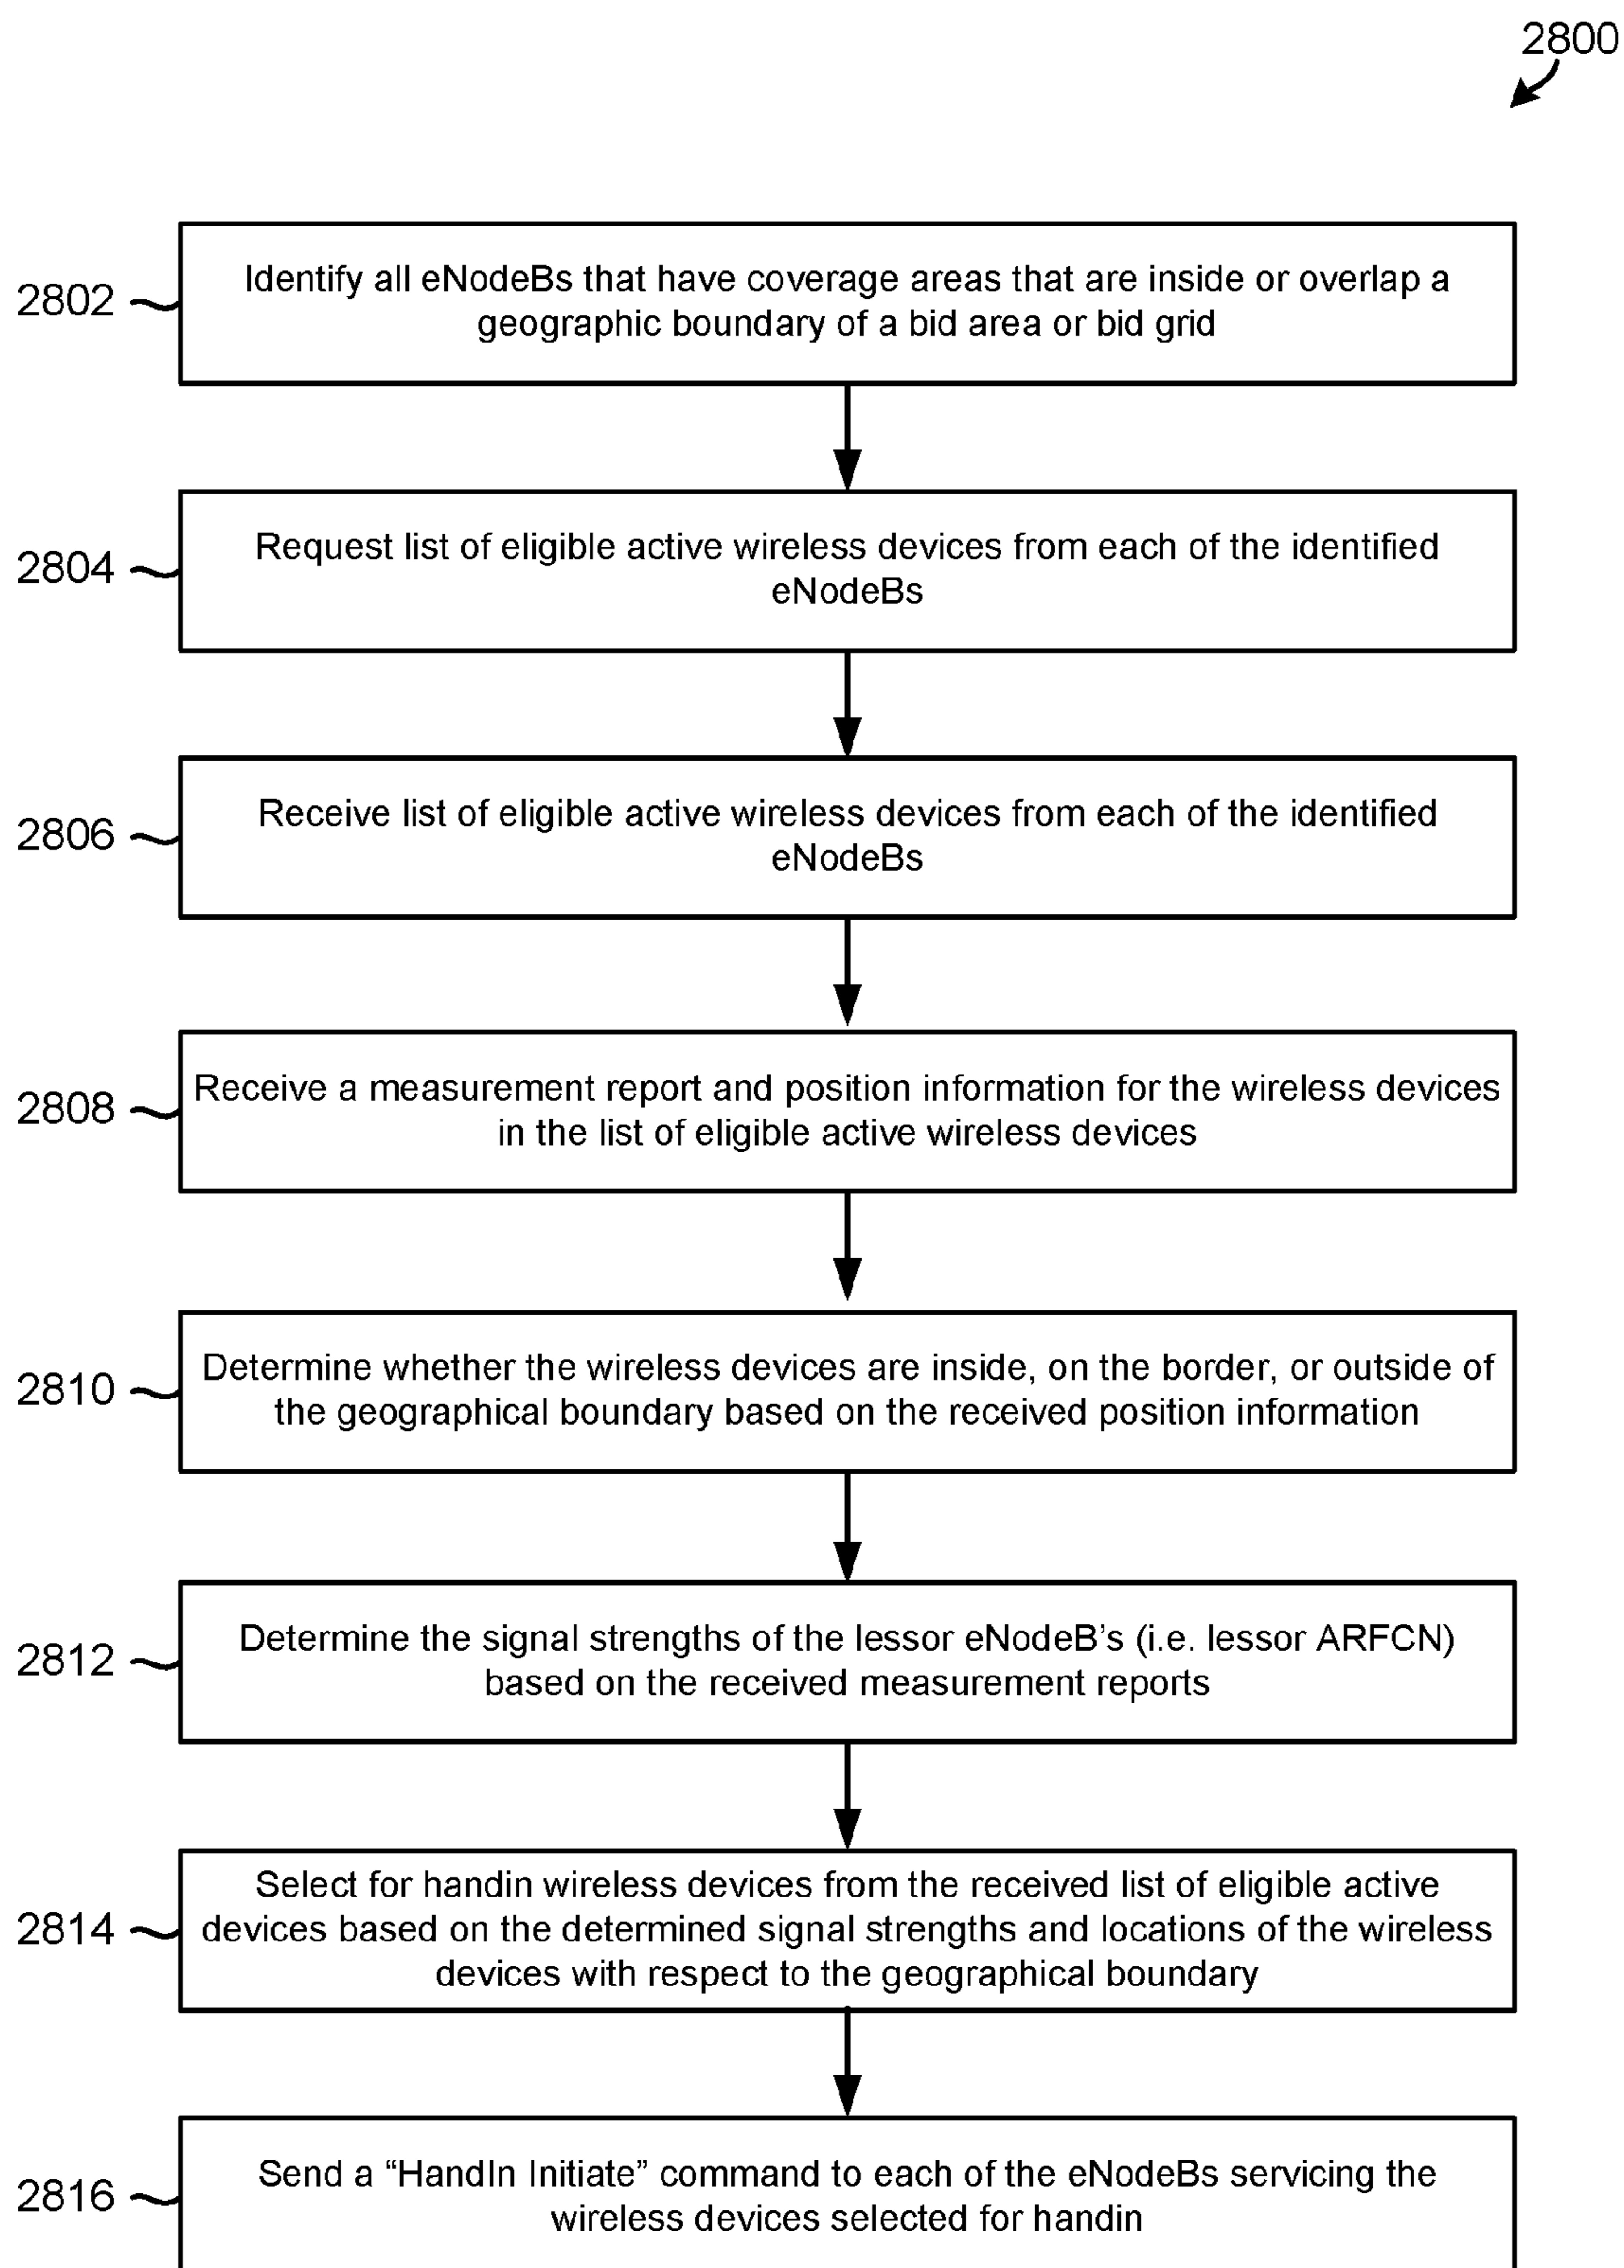 2800
2802
Identify all eNodeBs that have coverage areas that are inside or overlap a
geographic boundary of a bid area or bid grid
2804
Request list of eligible active wireless devices from each of the identified
eNodeBs
2806
Receive list of eligible active wireless devices from each of the identified
eNodeBs
2808
Receive a measurement report and position information for the wireless devices
in the list of eligible active wireless devices
2810
Determine whether the wireless devices are inside, on the border, or outside of
the geographical boundary based on the received position information
2812
Determine the signal strengths of the lessor eNodeB's (i.e. lessor ARFCN)
based on the received measurement reports
2814
Select for handin wireless devices from the received list of eligible active
devices based on the determined signal strengths and locations of the wireless
devices with respect to the geographical boundary
2816
Send a “HandIn Initiate” command to each of the eNodeBs servicing the
wireless devices selected for handin